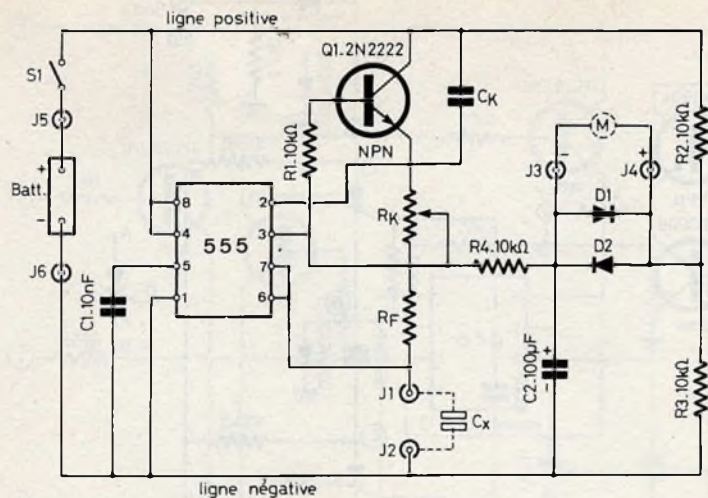 ligne positive
Q1.2N2222
S1
J5
+
Batt.
-
J6
C1.10nF
8
4
5
1
555
2
3
7
6
R1.10kΩ
NPN
CK
RK
RF
J1
J2
Cx
R4.10kΩ
M
J3
-
+
J4
D1
D2
C2.100µF
+
-
R2.10kΩ
R3.10kΩ
ligne négative